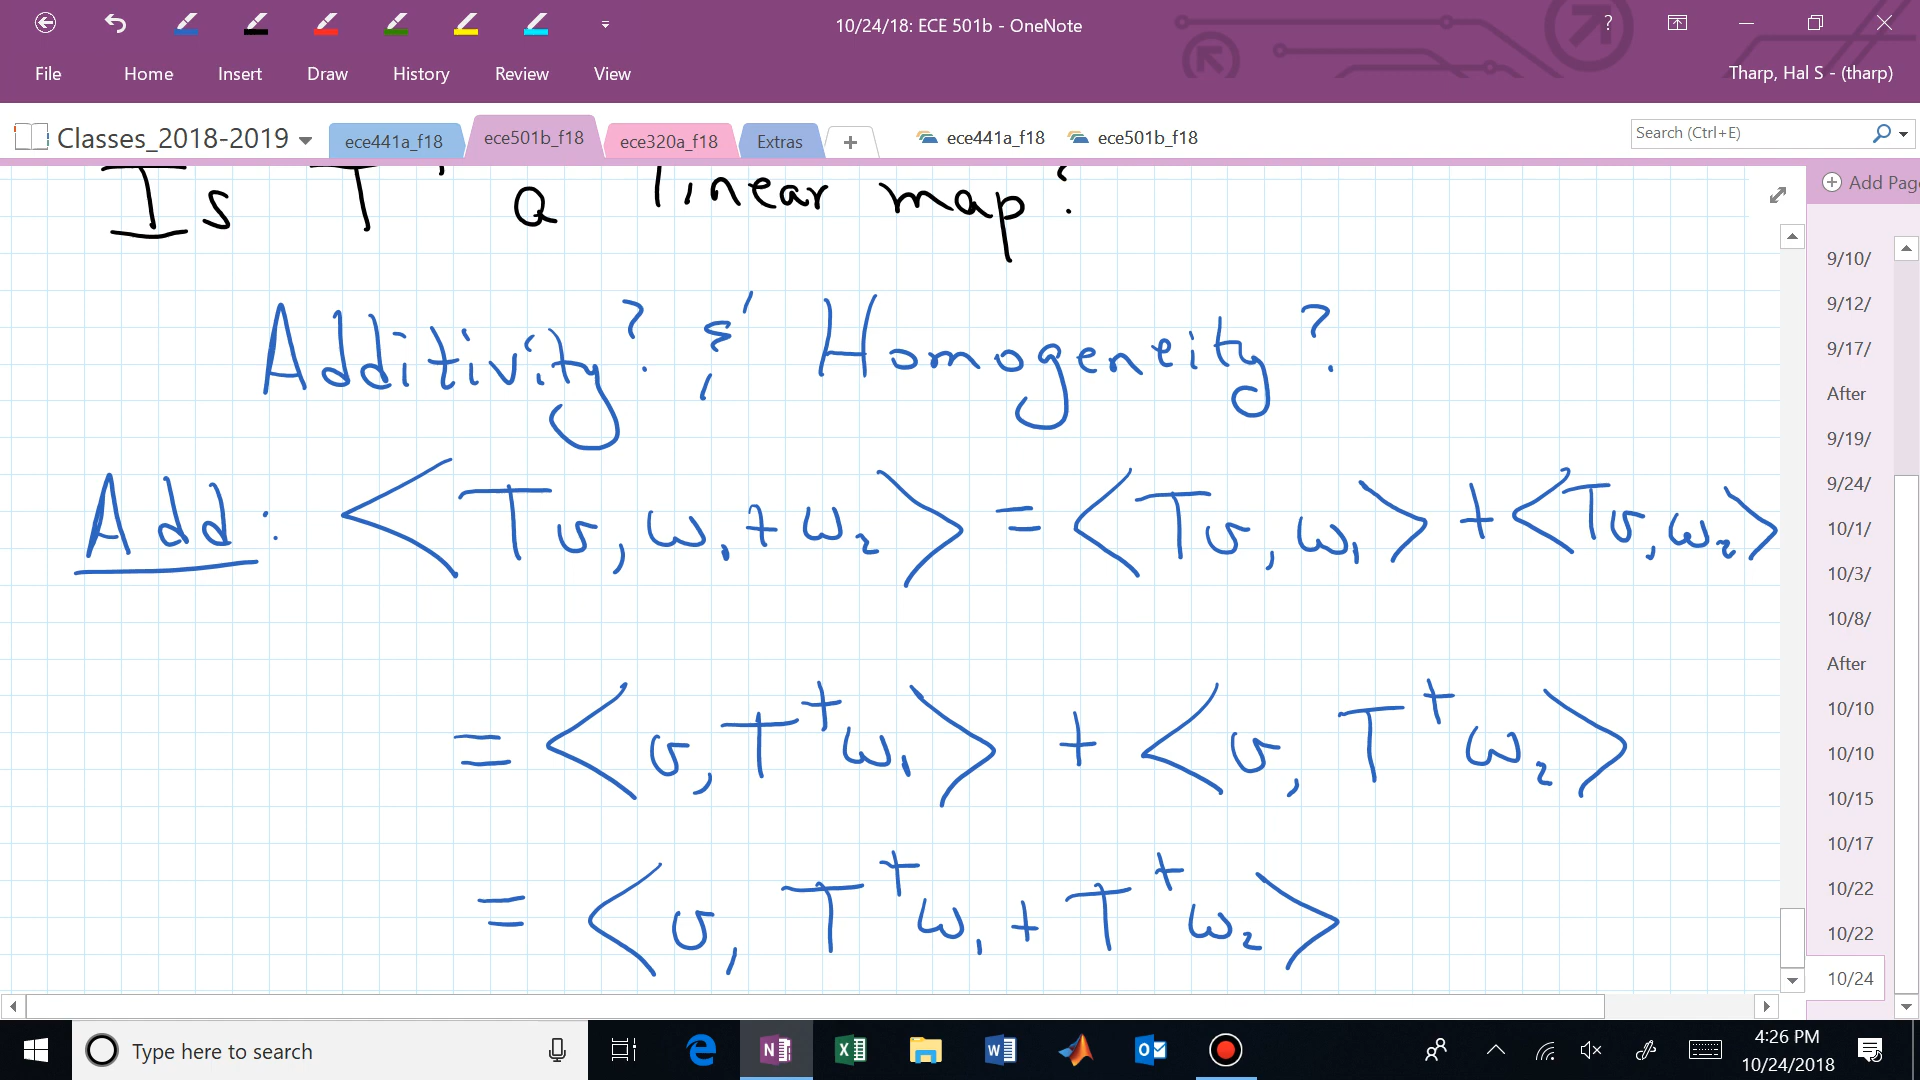 10/24/18: ECE 501b - OneNote
?
File Home Insert Draw History Review View
Tharp, Hal S - (tharp)
Classes_2018-2019 ece441a_f18 ece501b_f18 ece320a_f18 Extras + ece441a_f18 ece501b_f18
Search (Ctrl+E)
Add Pag
Is T a linear map?
Additivity? & Homogeneity?
Add: <Tv, w₁ + w₂> = <Tv, w₁> + <Tv, w₂>
= <v, T⁺w₁> + <v, T⁺w₂>
= <v, T⁺w₁ + T⁺w₂>
9/10/
9/12/
9/17/
After
9/19/
9/24/
10/1/
10/3/
10/8/
After
10/10
10/10
10/15
10/17
10/22
10/22
10/24
Type here to search
4:26 PM
10/24/2018